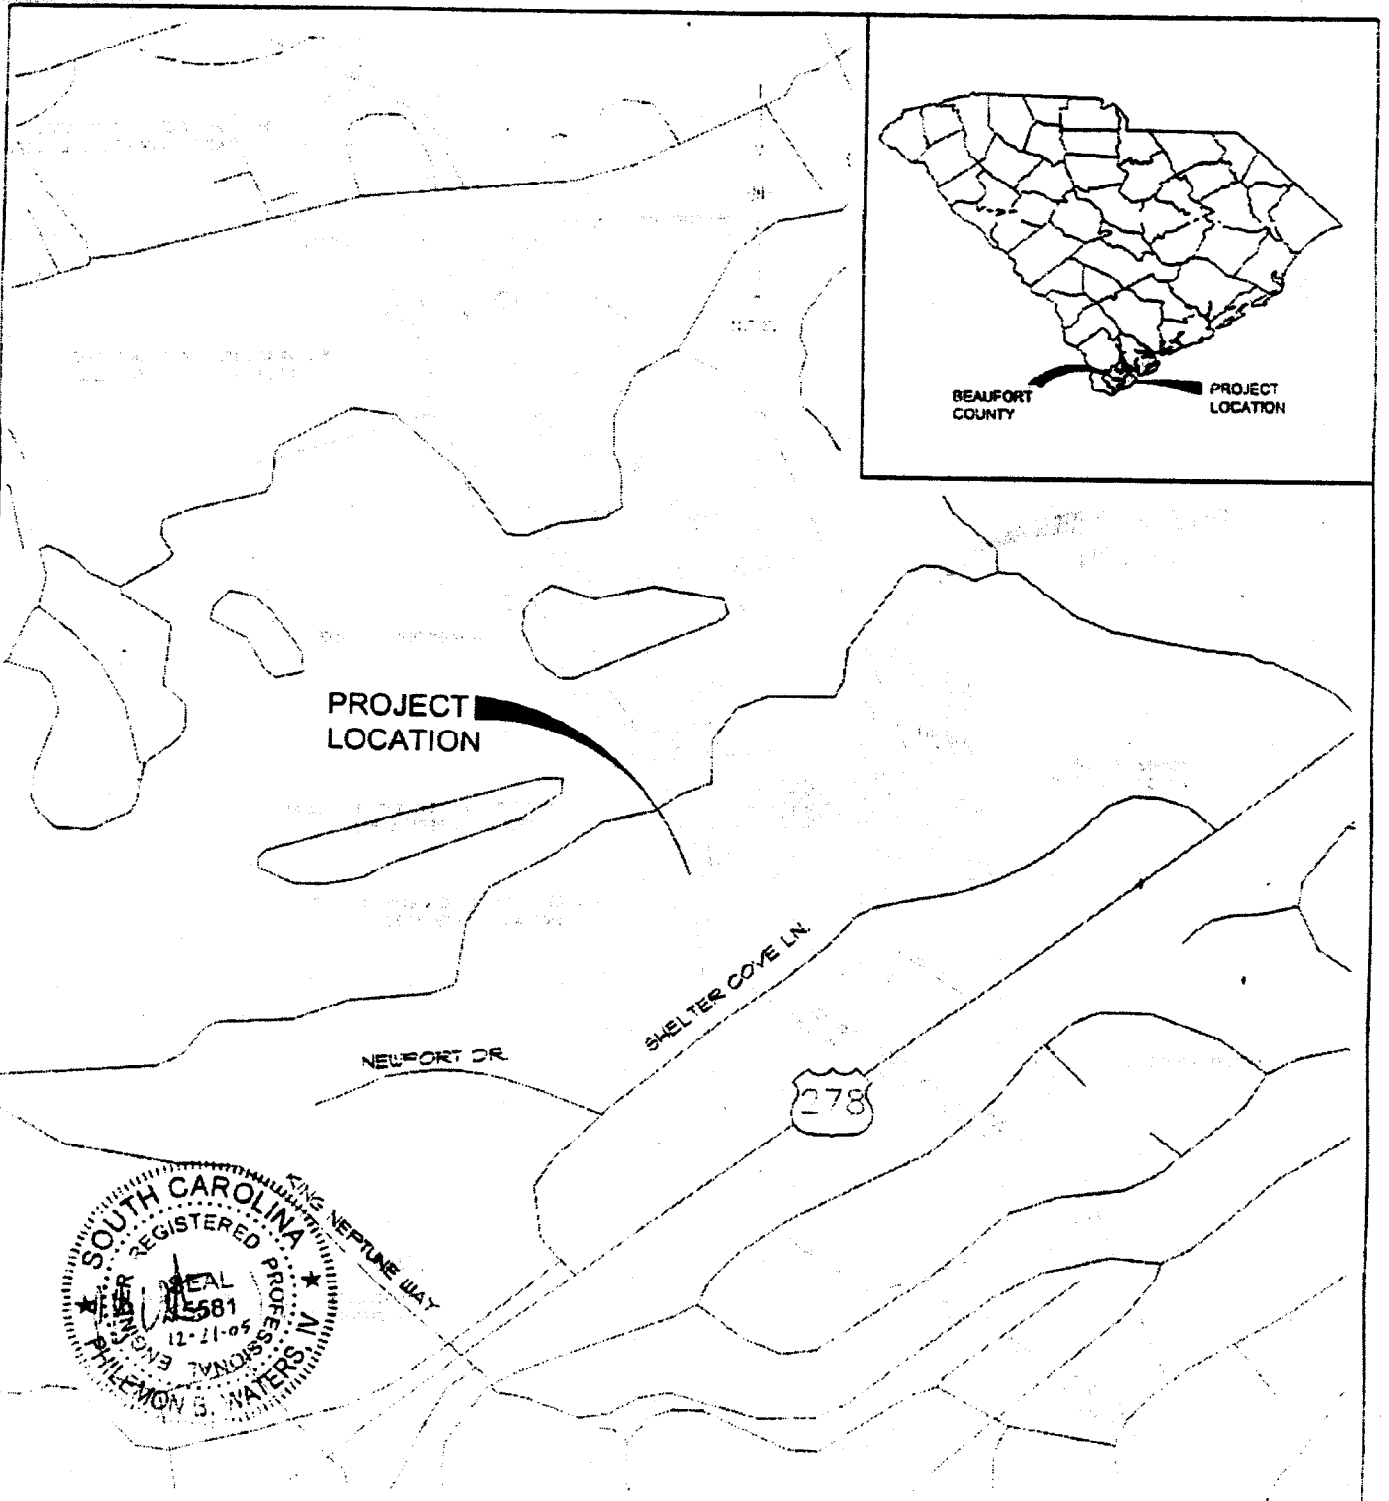 BEAUFORT
COUNTY
PROJECT
LOCATION
PROJECT
LOCATION
SHELTER COVE LN.
NEWPORT DR.
278
KING NEPTUNE WAY
SOUTH CAROLINA
REGISTERED PROFESSIONAL ENGINEER
SEAL
5581
12-21-05
PHILEMON B. WATERS, IV